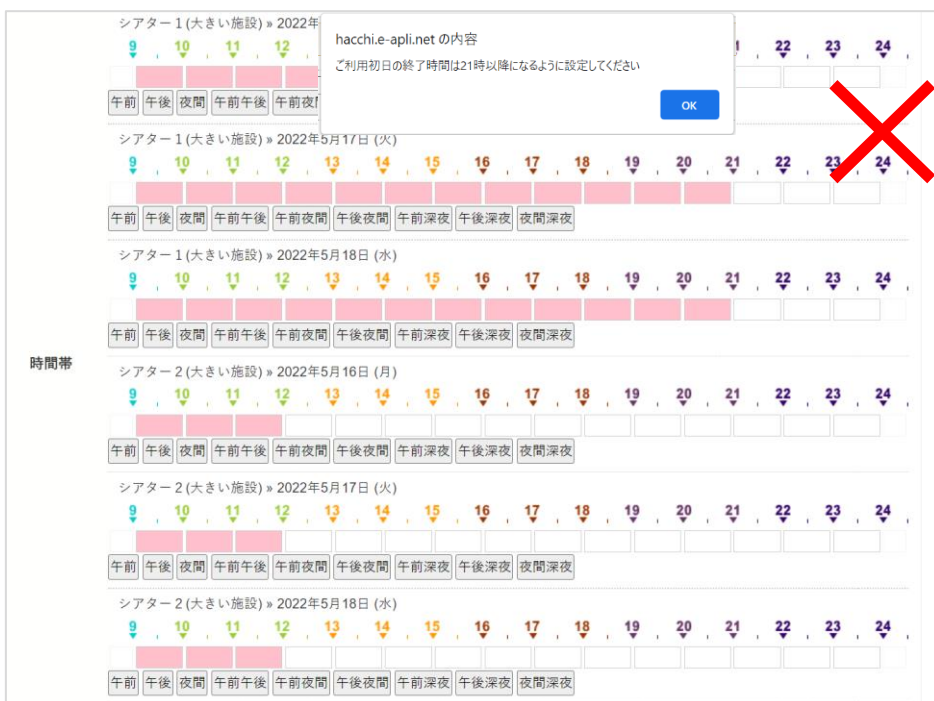 シアター 1 (大きい施設) » 2022年
hacchi.e-apli.net の内容
ご利用初日の終了時間は21時以降になるように設定してください
OK
9 10 11 12 22 23 24
午前 午後 夜間 午前午後 午前夜
シアター 1 (大きい施設) » 2022年5月17日 (火)
9 10 11 12 13 14 15 16 17 18 19 20 21 22 23 24
午前 午後 夜間 午前午後 午前夜間 午後夜間 午前深夜 午後深夜 夜間深夜
シアター 1 (大きい施設) » 2022年5月18日 (水)
9 10 11 12 13 14 15 16 17 18 19 20 21 22 23 24
午前 午後 夜間 午前午後 午前夜間 午後夜間 午前深夜 午後深夜 夜間深夜
時間帯
シアター 2 (大きい施設) » 2022年5月16日 (月)
9 10 11 12 13 14 15 16 17 18 19 20 21 22 23 24
午前 午後 夜間 午前午後 午前夜間 午後夜間 午前深夜 午後深夜 夜間深夜
シアター 2 (大きい施設) » 2022年5月17日 (火)
9 10 11 12 13 14 15 16 17 18 19 20 21 22 23 24
午前 午後 夜間 午前午後 午前夜間 午後夜間 午前深夜 午後深夜 夜間深夜
シアター 2 (大きい施設) » 2022年5月18日 (水)
9 10 11 12 13 14 15 16 17 18 19 20 21 22 23 24
午前 午後 夜間 午前午後 午前夜間 午後夜間 午前深夜 午後深夜 夜間深夜